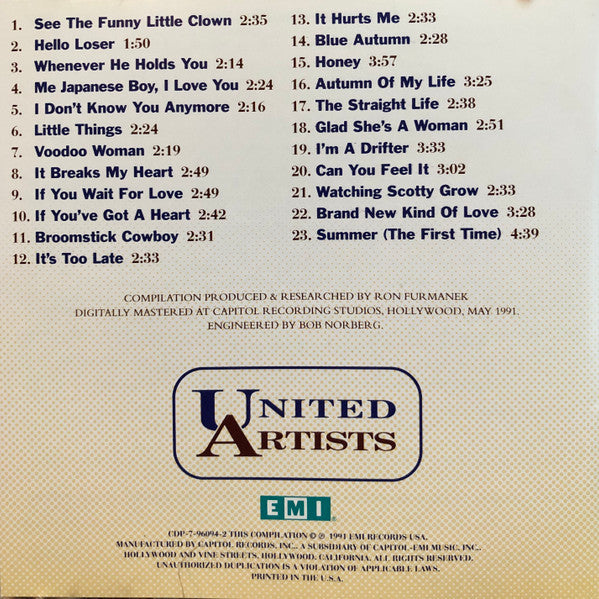 1. See The Funny Little Clown 2:35
2. Hello Loser 1:50
3. Whenever He Holds You 2:14
4. Me Japanese Boy, I Love You 2:24
5. I Don't Know You Anymore 2:16
6. Little Things 2:24
7. Voodoo Woman 2:19
8. It Breaks My Heart 2:49
9. If You Wait For Love 2:49
10. If You've Got A Heart 2:42
11. Broomstick Cowboy 2:31
12. It's Too Late 2:33
13. It Hurts Me 2:33
14. Blue Autumn 2:28
15. Honey 3:57
16. Autumn Of My Life 3:25
17. The Straight Life 2:38
18. Glad She's A Woman 2:51
19. I'm A Drifter 3:33
20. Can You Feel It 3:02
21. Watching Scotty Grow 2:33
22. Brand New Kind Of Love 3:28
23. Summer (The First Time) 4:39
COMPILATION PRODUCED & RESEARCHED BY RON FURMANEK
DIGITALLY MASTERED AT CAPITOL RECORDING STUDIOS, HOLLYWOOD, MAY 1991.
ENGINEERED BY BOB NORBERG.
UNITED
ARTISTS
EMI
CDP-7-96094-2 THIS COMPILATION © ℗ 1991 EMI RECORDS USA.
MANUFACTURED BY CAPITOL RECORDS, INC., A SUBSIDIARY OF CAPITOL-EMI MUSIC, INC.,
HOLLYWOOD AND VINE STREETS, HOLLYWOOD, CALIFORNIA. ALL RIGHTS RESERVED.
UNAUTHORIZED DUPLICATION IS A VIOLATION OF APPLICABLE LAWS.
PRINTED IN THE U.S.A.